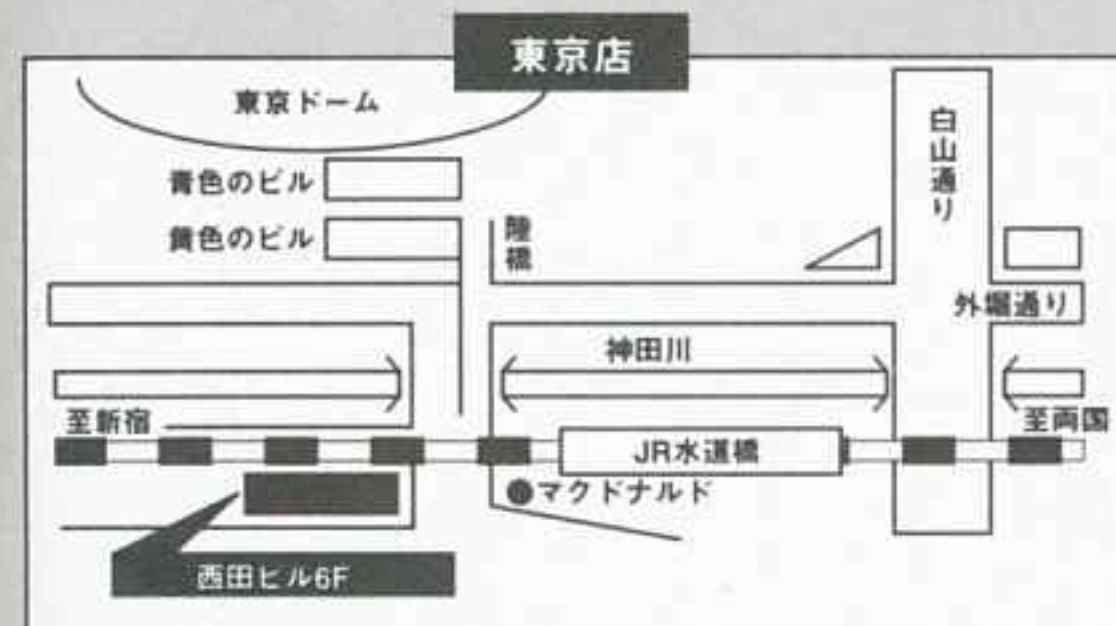 東京店
東京ドーム
白山通り
青色のビル
黄色のビル
陸橋
外堀通り
神田川
至新宿
至両国
JR水道橋
●マクドナルド
西田ビル6F